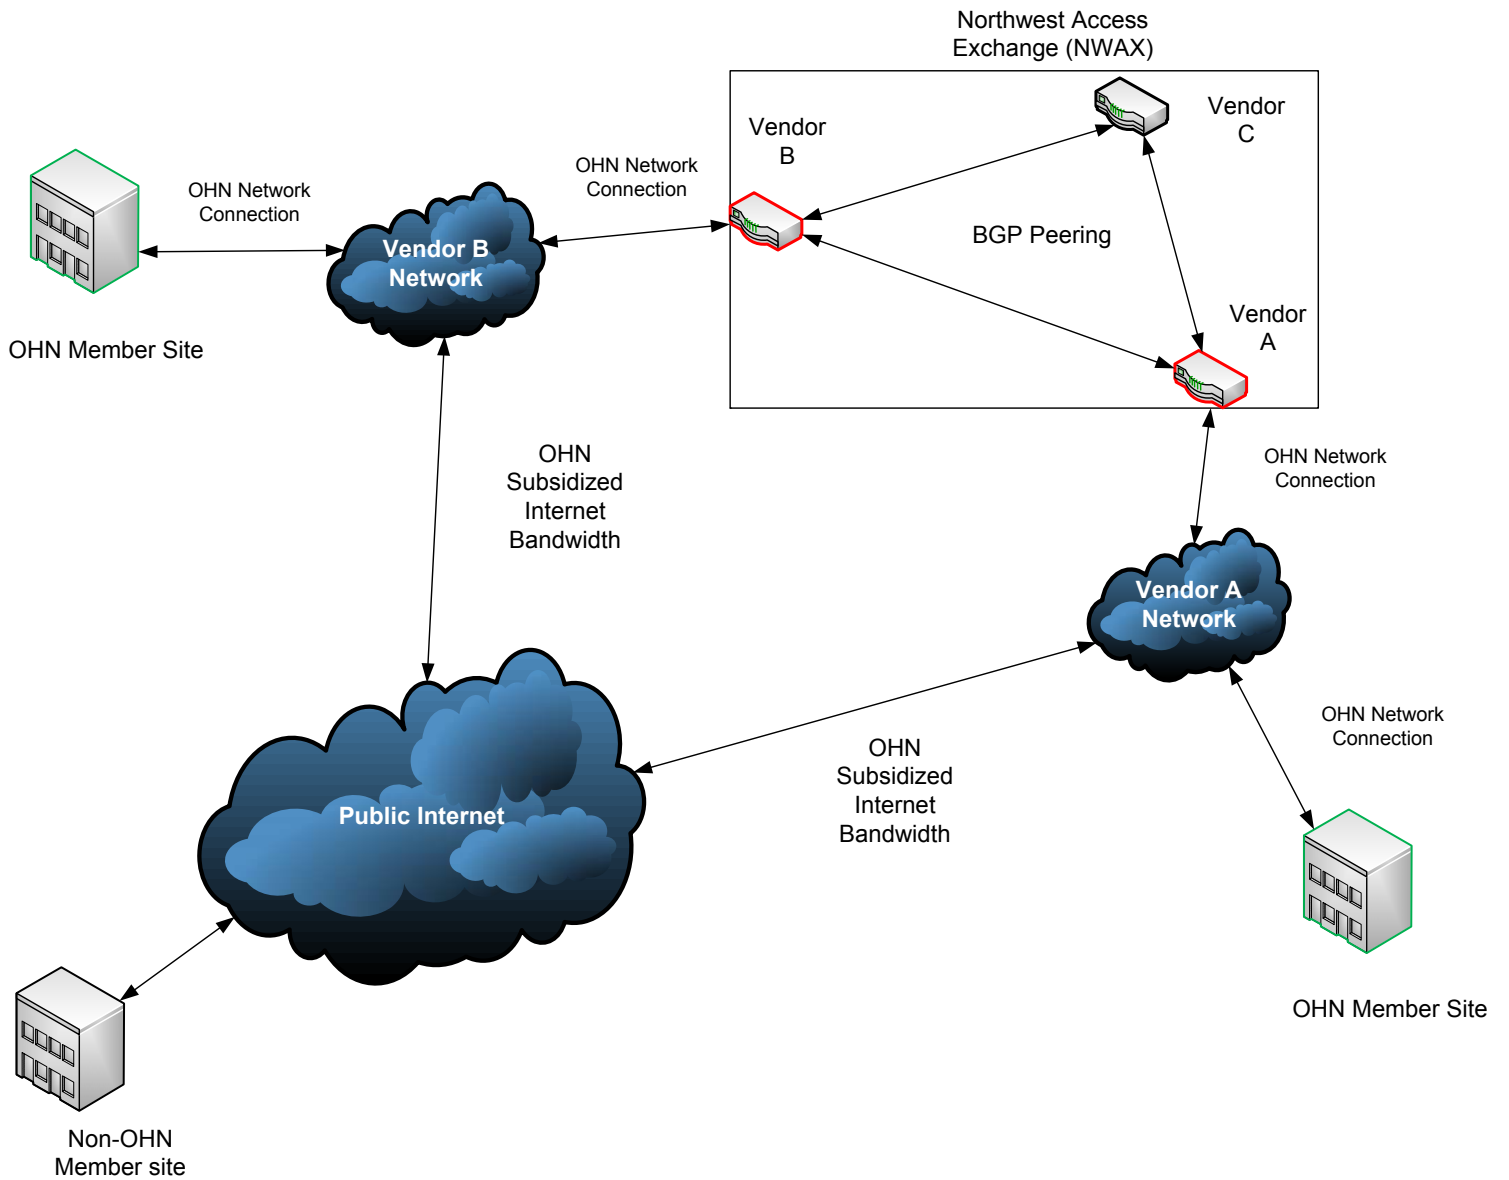 Northwest Access
Exchange (NWAX)
Vendor
C
Vendor
B
OHN Network
Connection
OHN Network
Connection
BGP Peering
Vendor B
Network
OHN Member Site
Vendor
A
OHN
Subsidized
Internet
Bandwidth
OHN Network
Connection
Vendor A
Network
OHN Network
Connection
OHN
Subsidized
Internet
Bandwidth
Public Internet
OHN Member Site
Non-OHN
Member site